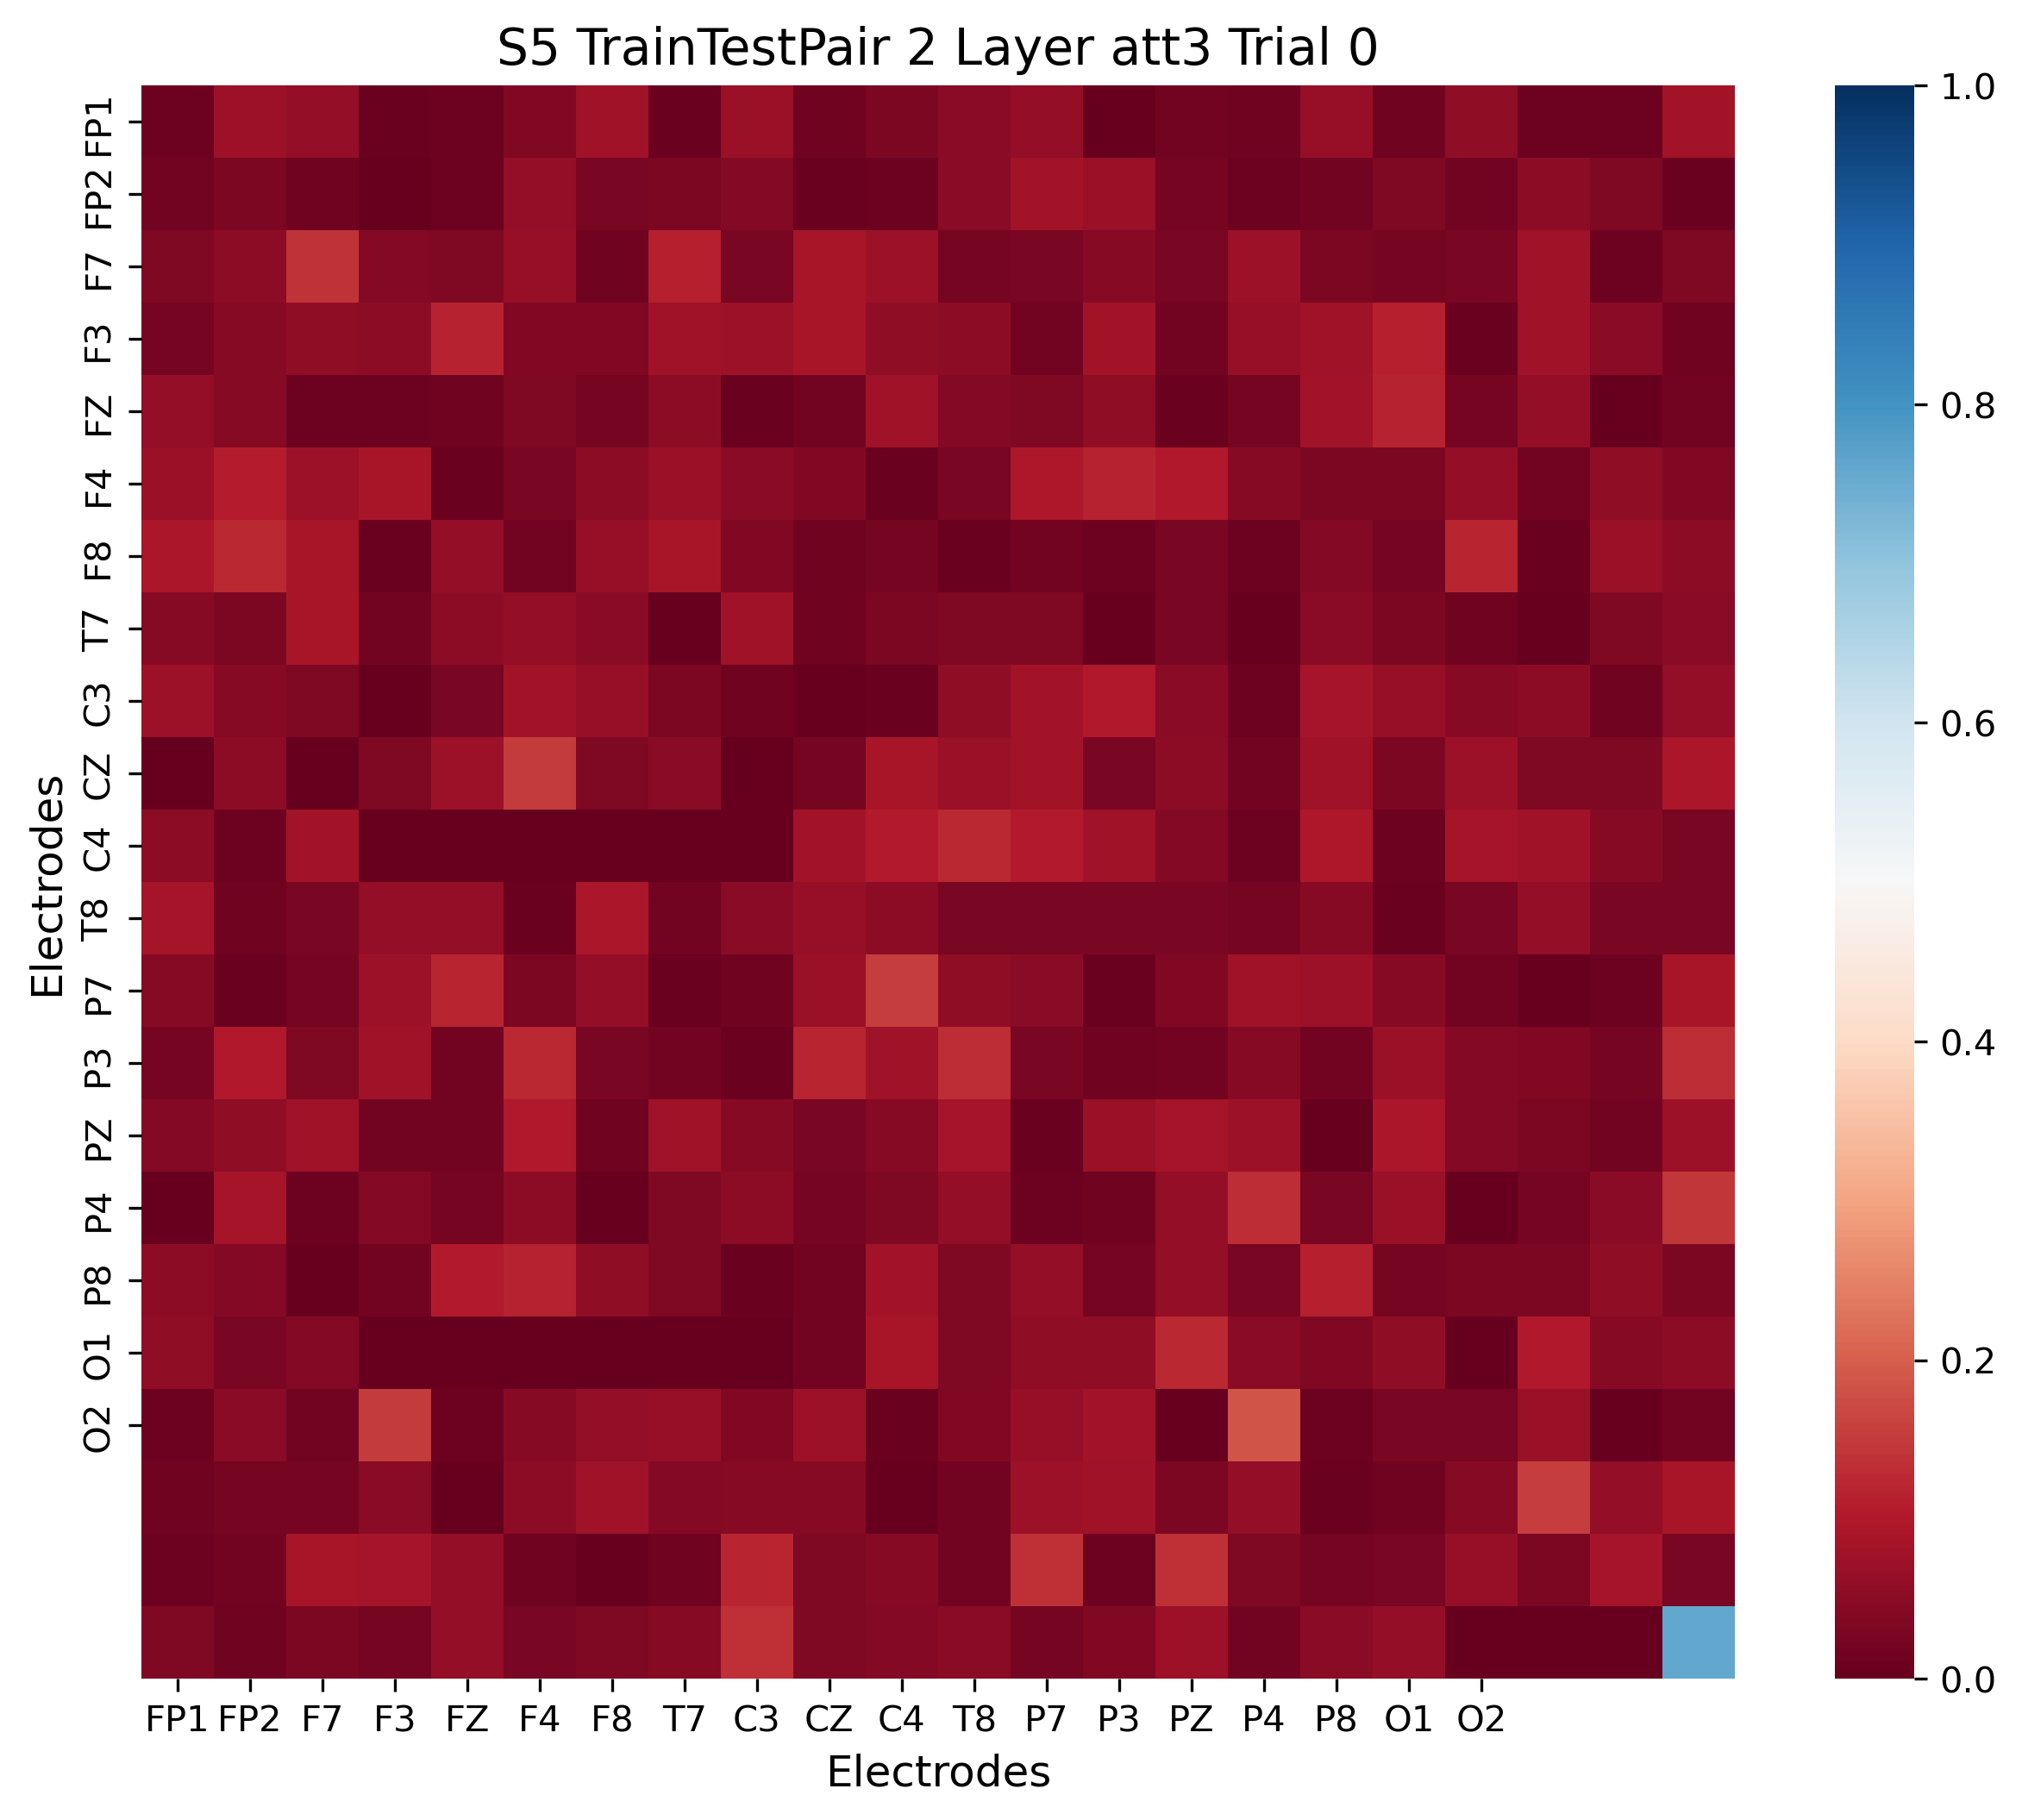 S5 TrainTestPair 2 Layer att3 Trial 0
Electrodes
FP1
FP2
F7
F3
FZ
F4
F8
T7
C3
CZ
C4
T8
P7
P3
PZ
P4
P8
O1
O2
FP1 FP2 F7 F3 FZ F4 F8 T7 C3 CZ C4 T8 P7 P3 PZ P4 P8 O1 O2
Electrodes
1.0
0.8
0.6
0.4
0.2
0.0